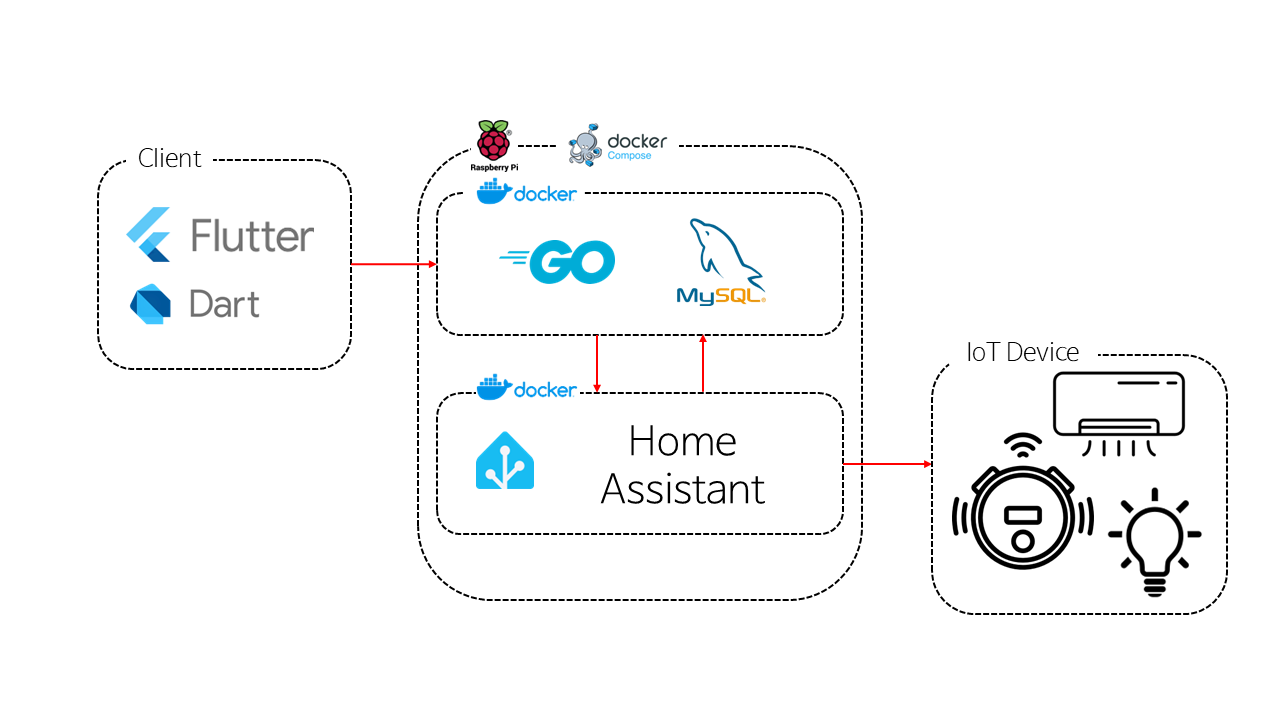 Client
Flutter
Dart
Raspberry Pi
docker
Compose
docker
GO
MySQL
docker
Home
Assistant
IoT Device